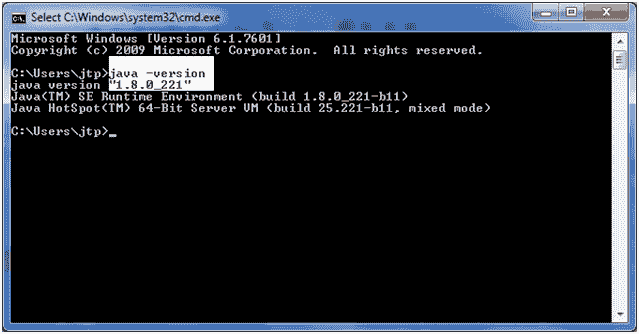 Select C:\Windows\system32\cmd.exe
Microsoft Windows [Version 6.1.7601]
Copyright (c) 2009 Microsoft Corporation.  All rights reserved.
C:\Users\jtp>java -version
java version "1.8.0_221"
Java(TM) SE Runtime Environment (build 1.8.0_221-b11)
Java HotSpot(TM) 64-Bit Server VM (build 25.221-b11, mixed mode)
C:\Users\jtp>_